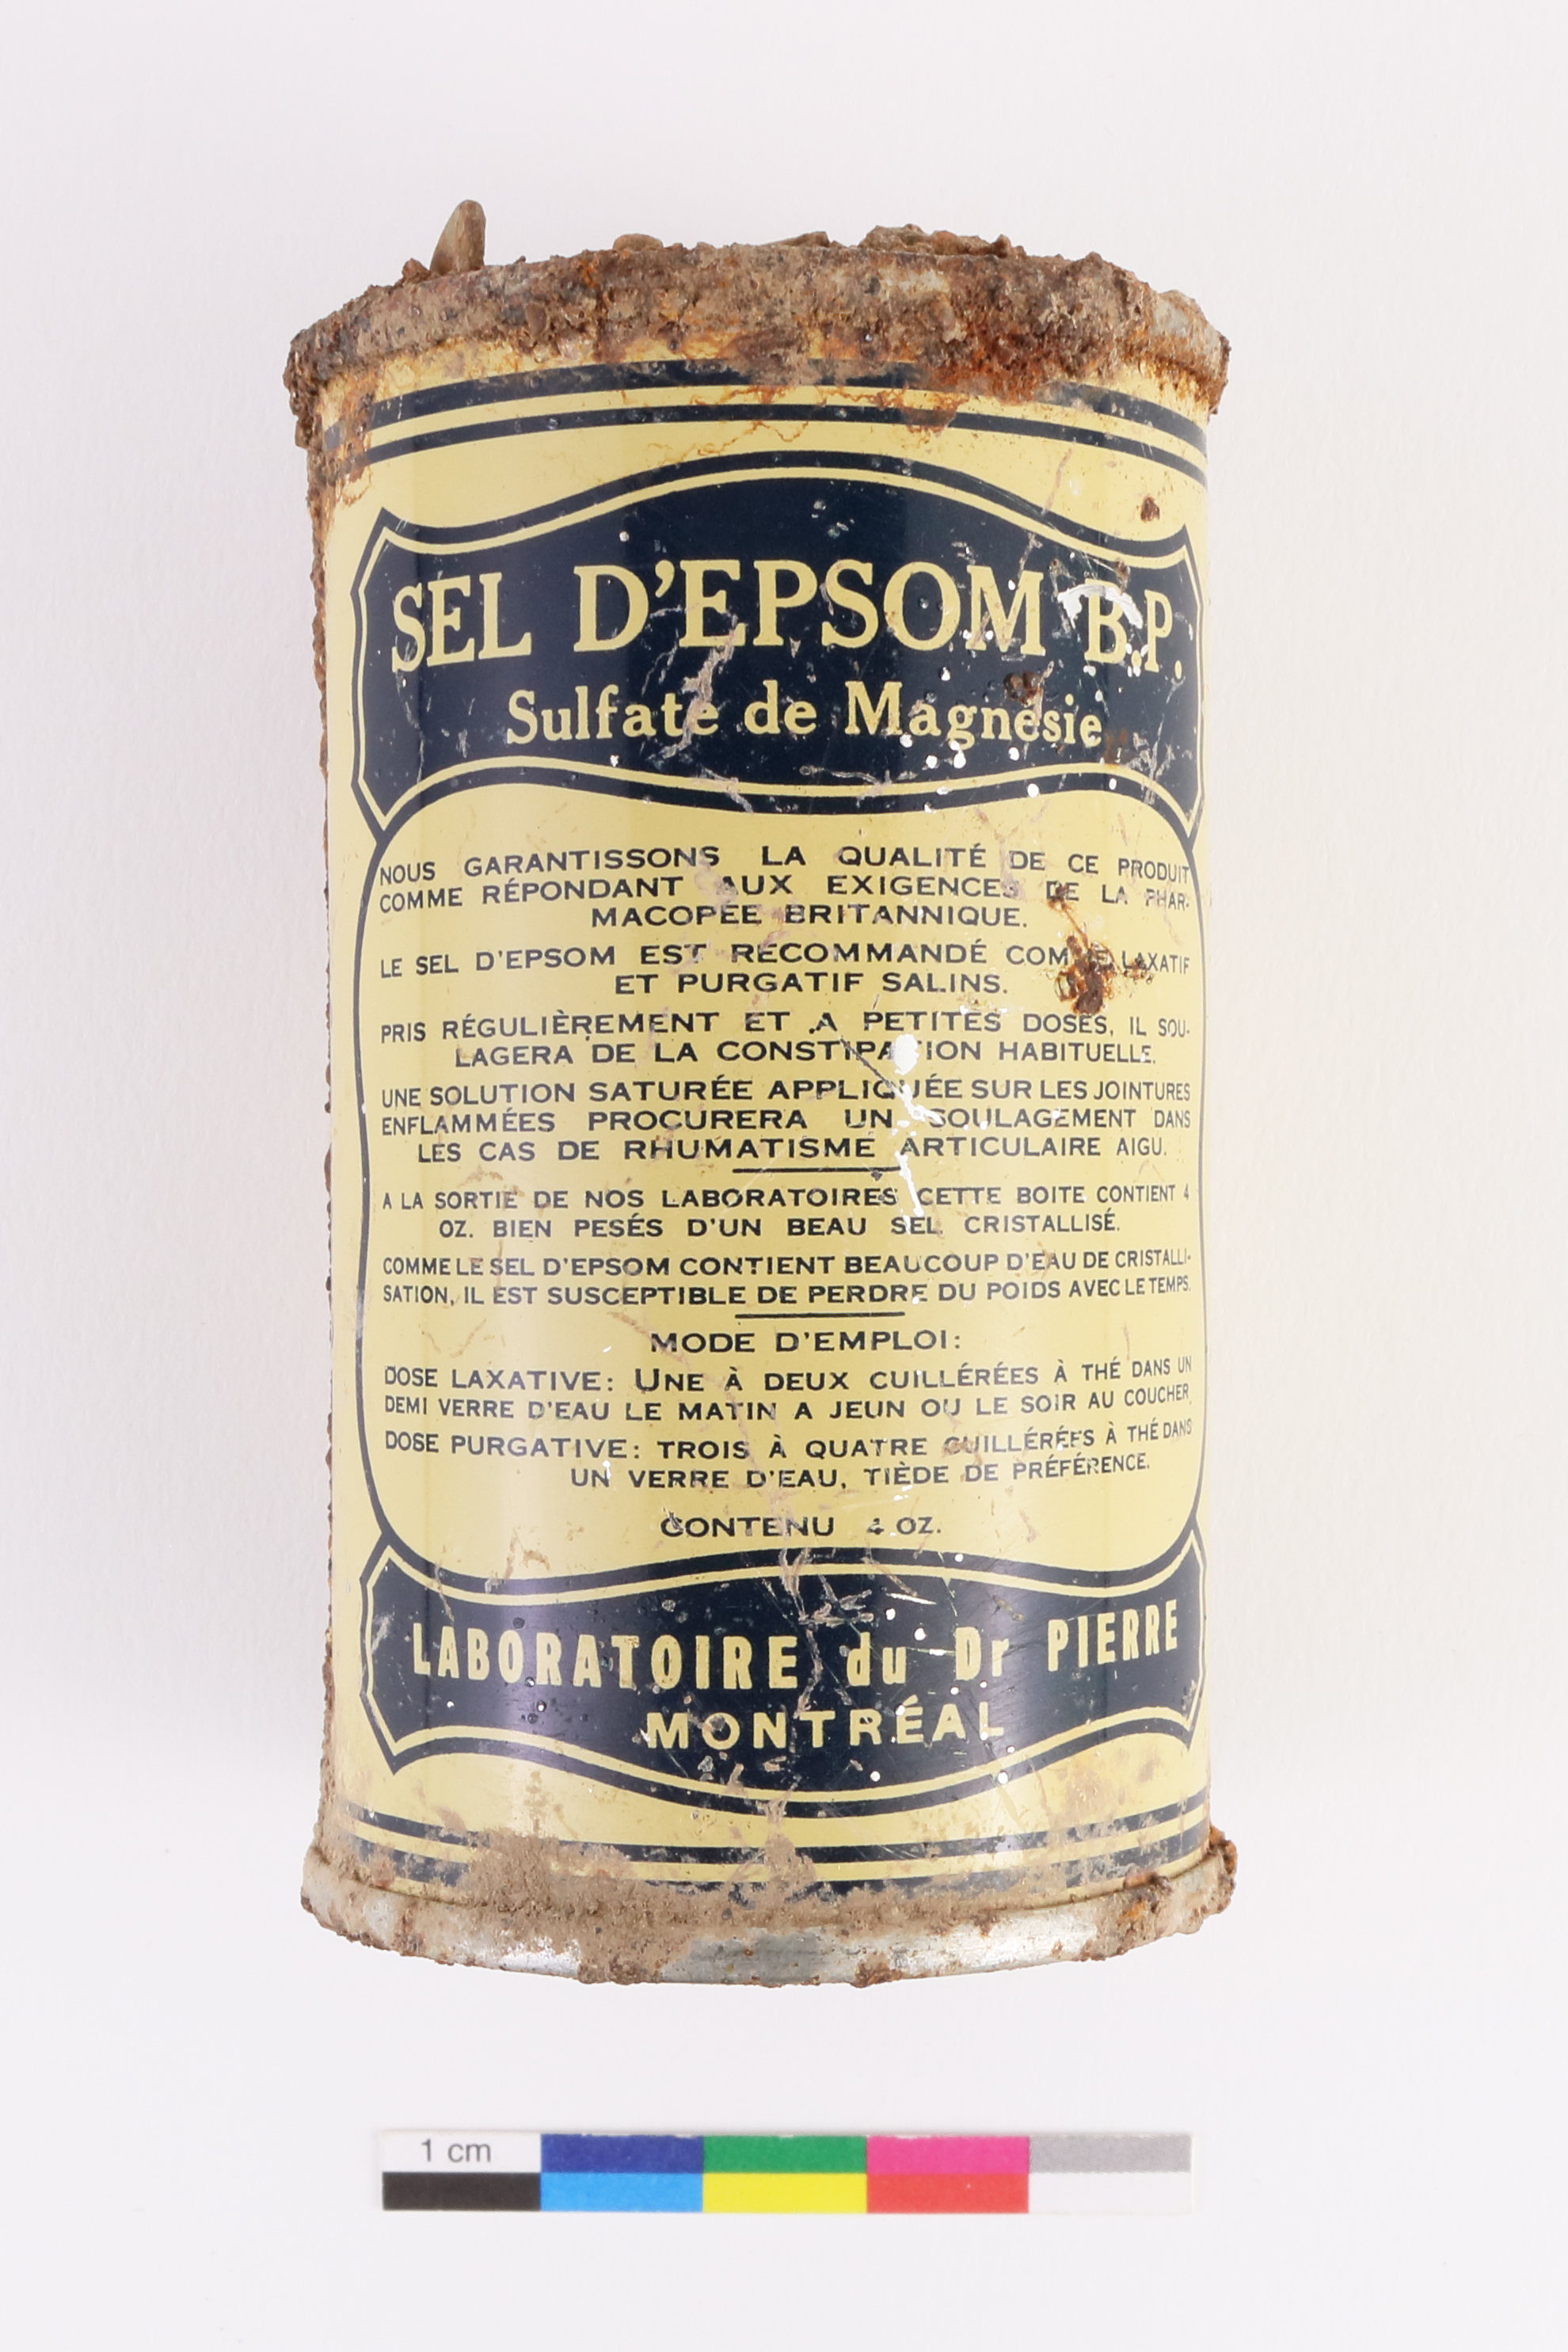 SEL D'EPSOM B.P.
Sulfate de Magnésie
NOUS GARANTISSONS LA QUALITÉ DE CE PRODUIT
COMME RÉPONDANT AUX EXIGENCES DE LA PHAR-
MACOPÉE BRITANNIQUE.
LE SEL D'EPSOM EST RECOMMANDÉ COMME LAXATIF
ET PURGATIF SALINS.
PRIS RÉGULIÈREMENT ET A PETITES DOSES, IL SOU-
LAGERA DE LA CONSTIPATION HABITUELLE.
UNE SOLUTION SATURÉE APPLIQUÉE SUR LES JOINTURES
ENFLAMMÉES PROCURERA UN SOULAGEMENT DANS
LES CAS DE RHUMATISME ARTICULAIRE AIGU.
A LA SORTIE DE NOS LABORATOIRES CETTE BOITE CONTIENT 4
OZ. BIEN PESÉS D'UN BEAU SEL CRISTALLISÉ.
COMME LE SEL D'EPSOM CONTIENT BEAUCOUP D'EAU DE CRISTALLI-
SATION, IL EST SUSCEPTIBLE DE PERDRE DU POIDS AVEC LE TEMPS.
MODE D'EMPLOI:
DOSE LAXATIVE: UNE À DEUX CUILLÉRÉES À THÉ DANS UN
DEMI VERRE D'EAU LE MATIN A JEUN OU LE SOIR AU COUCHER.
DOSE PURGATIVE: TROIS À QUATRE CUILLÉRÉES À THÉ DANS
UN VERRE D'EAU, TIÈDE DE PRÉFÉRENCE.
CONTENU 4 OZ.
LABORATOIRE du Dr PIERRE
MONTRÉAL
1 cm